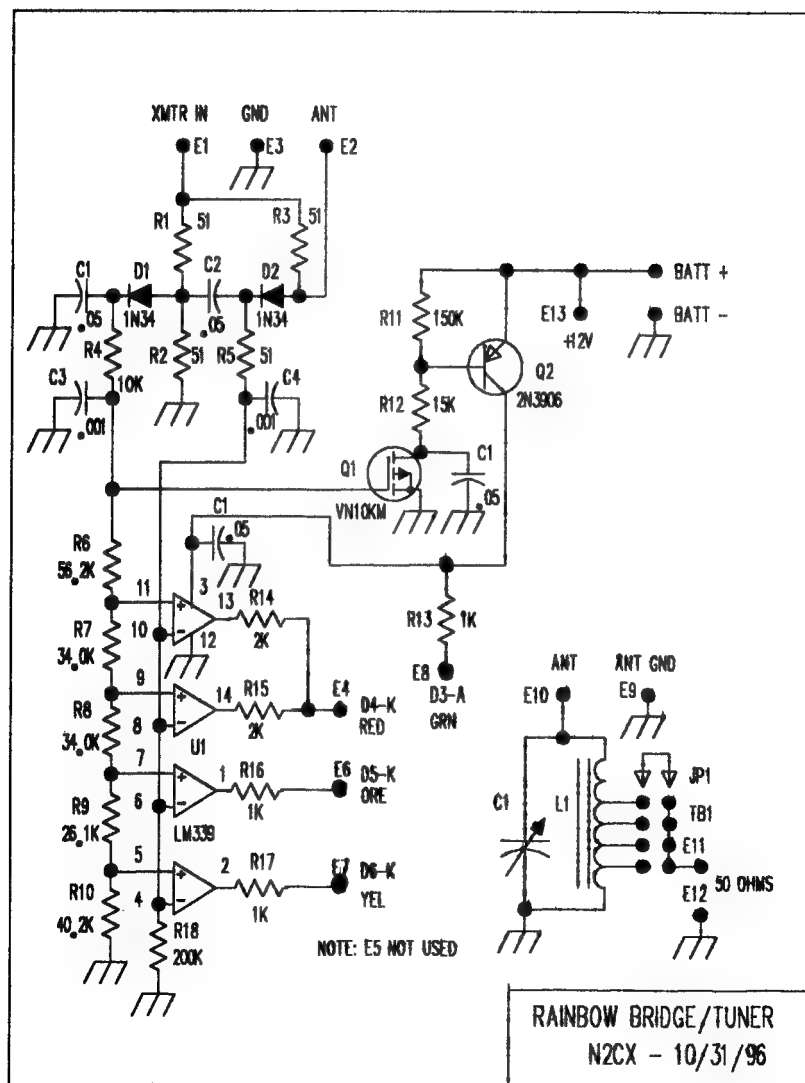 XMTR IN GND ANT
E1 E3 E2
R1 51 R3 51
C1 D1 C2 D2
.05 1N34 .05 1N34
BATT +
R11 150K E13 BATT -
+12V
R4 R2 51 R5 51
Q2
2N3906
10K
C3 C4
R12 15K
.001 .001
Q1 C1
VN10KM .05
C1
.05
R6
56.2K
11 3 13 R14
R13 1K
R7 10 12 2K
34.0K
E8 ANT ANT GND
9 14 R15 E4 D4-K D3-A E10 E9
RED GRN
R8 8 2K
34.0K U1
JP1
7 1 R16 E6 D5-K
ORE
C1 L1 TB1
R9 6 1K
26.1K LM339
E11
5 2 R17 E7 D6-K
YEL
50 OHMS
R10 4 1K E12
40.2K R18
200K
NOTE: E5 NOT USED
RAINBOW BRIDGE/TUNER
N2CX - 10/31/96